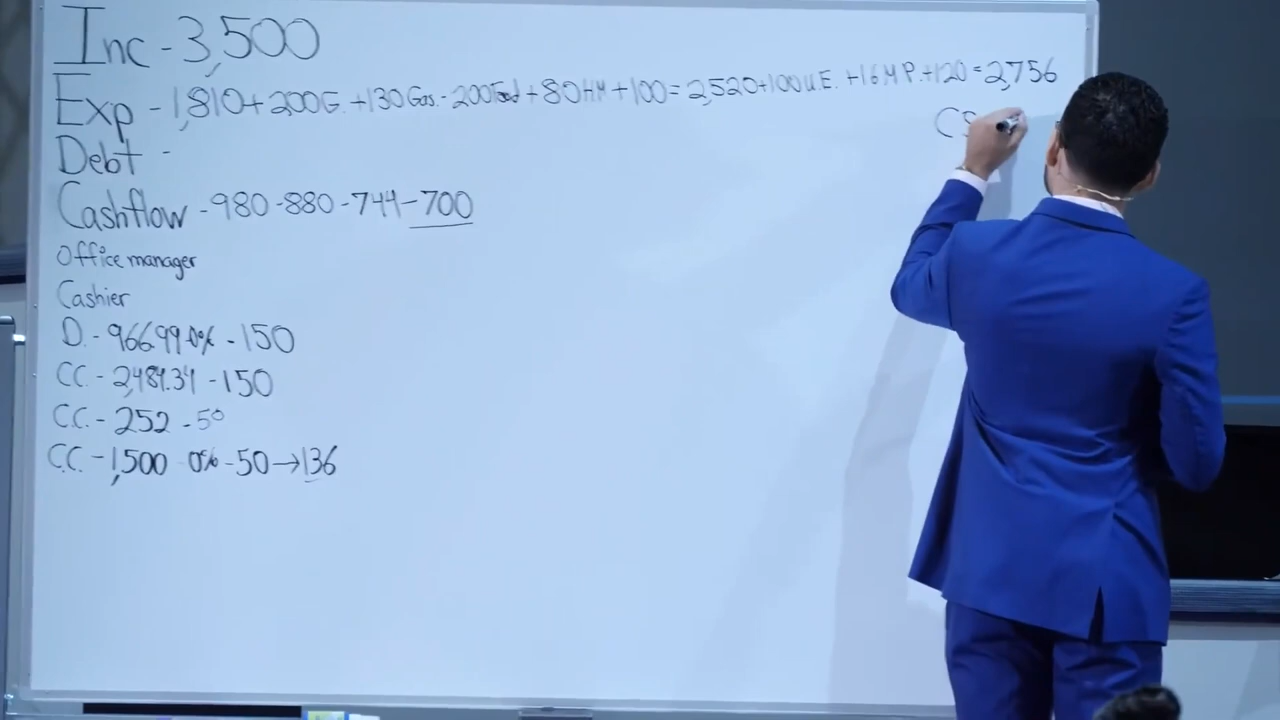 Inc - 3,500
Exp - 1,810 + 200G. + 130 Gas. - 200 Food + 80 HM + 100 = 2,520 + 100 U.E. + 16 M.P. + 120 = 2,756
CS
Debt -
Cashflow - 980 - 880 - 744 - 700
Office manager
Cashier
D. - 966.99 0% - 150
C.C. - 2,484.34 - 150
C.C. - 252 - 50
C.C. - 1,500 0% - 50 → 136